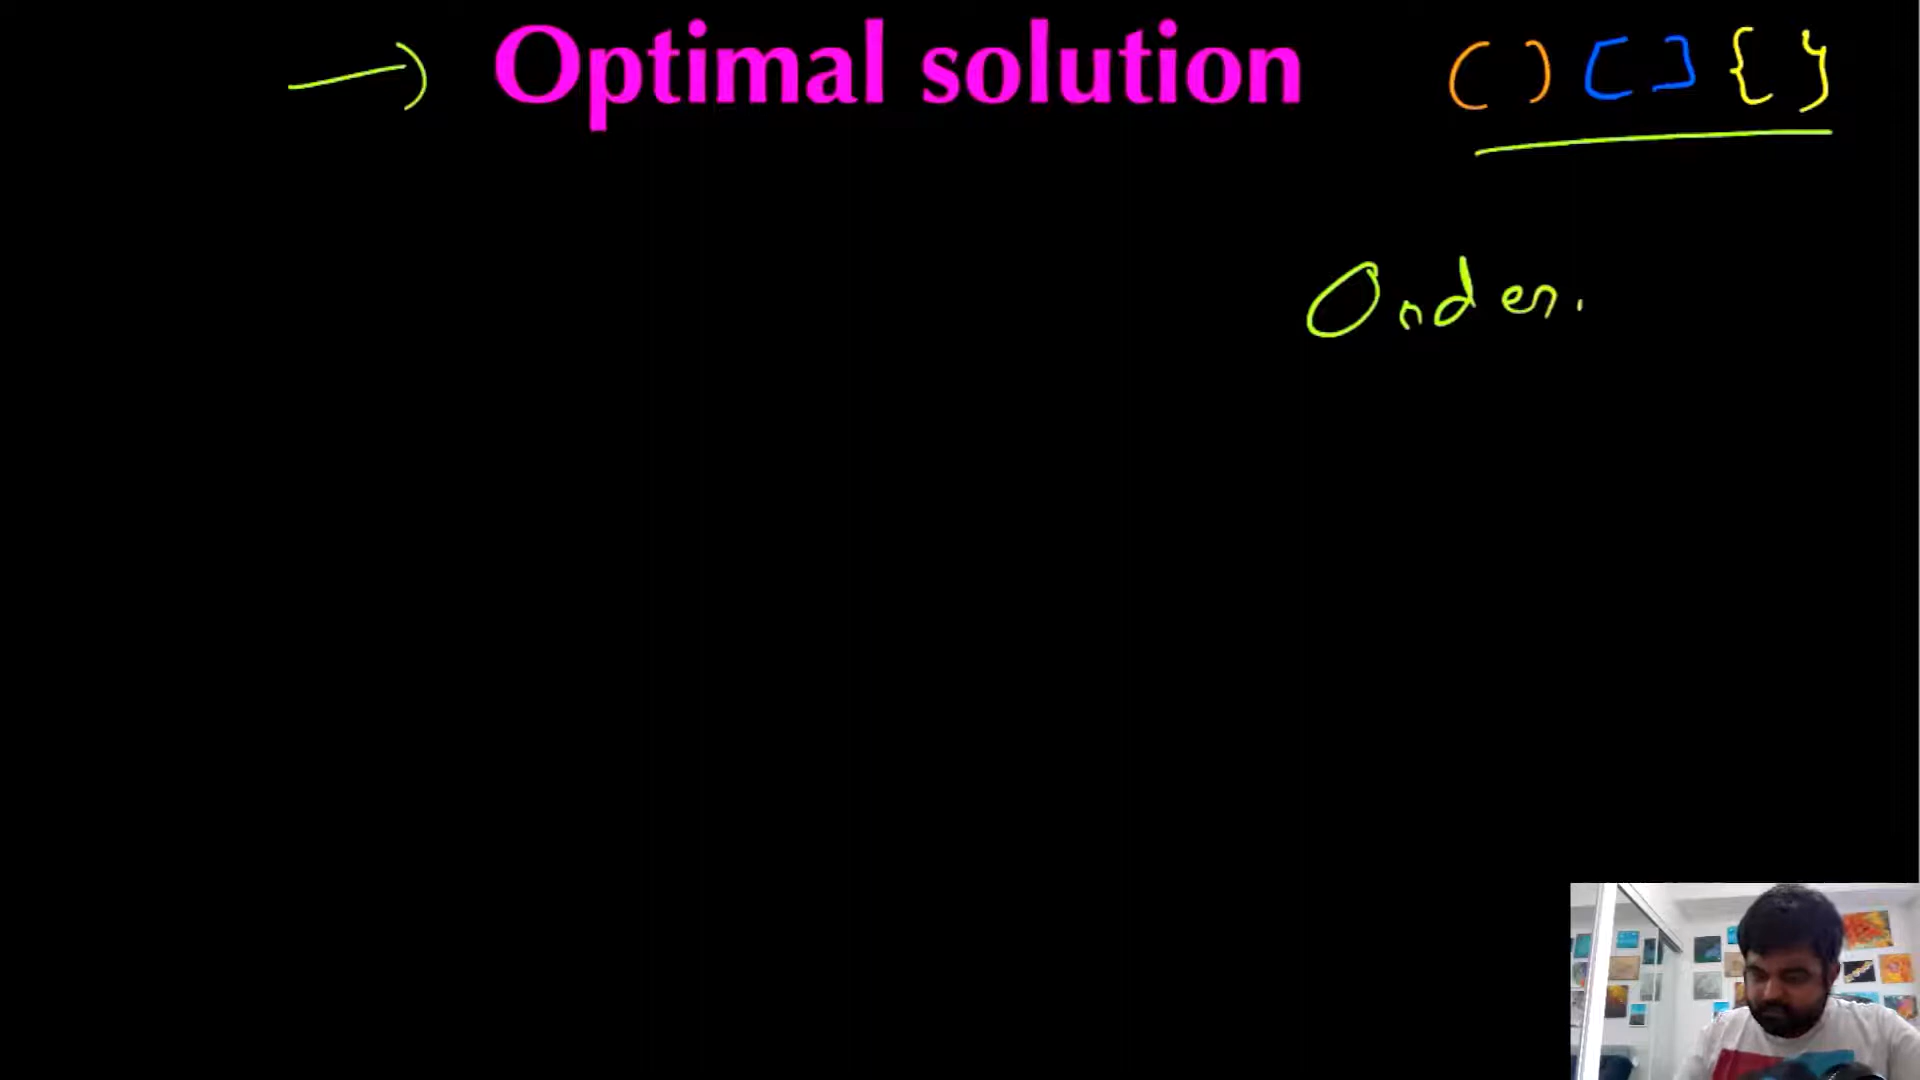 Optimal solution ( ) [ ] { }
Order.